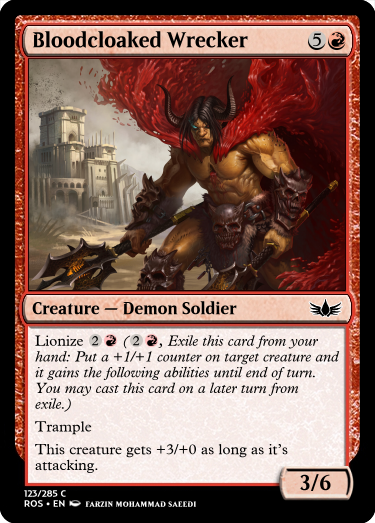 Bloodcloaked Wrecker 5
Creature — Demon Soldier
Lionize 2 (2, Exile this card from your
hand: Put a +1/+1 counter on target creature and
it gains the following abilities until end of turn.
You may cast this card on a later turn from
exile.)
Trample
This creature gets +3/+0 as long as it's
attacking.
3/6
123/285 C
ROS • EN FARZIN MOHAMMAD SAEEDI